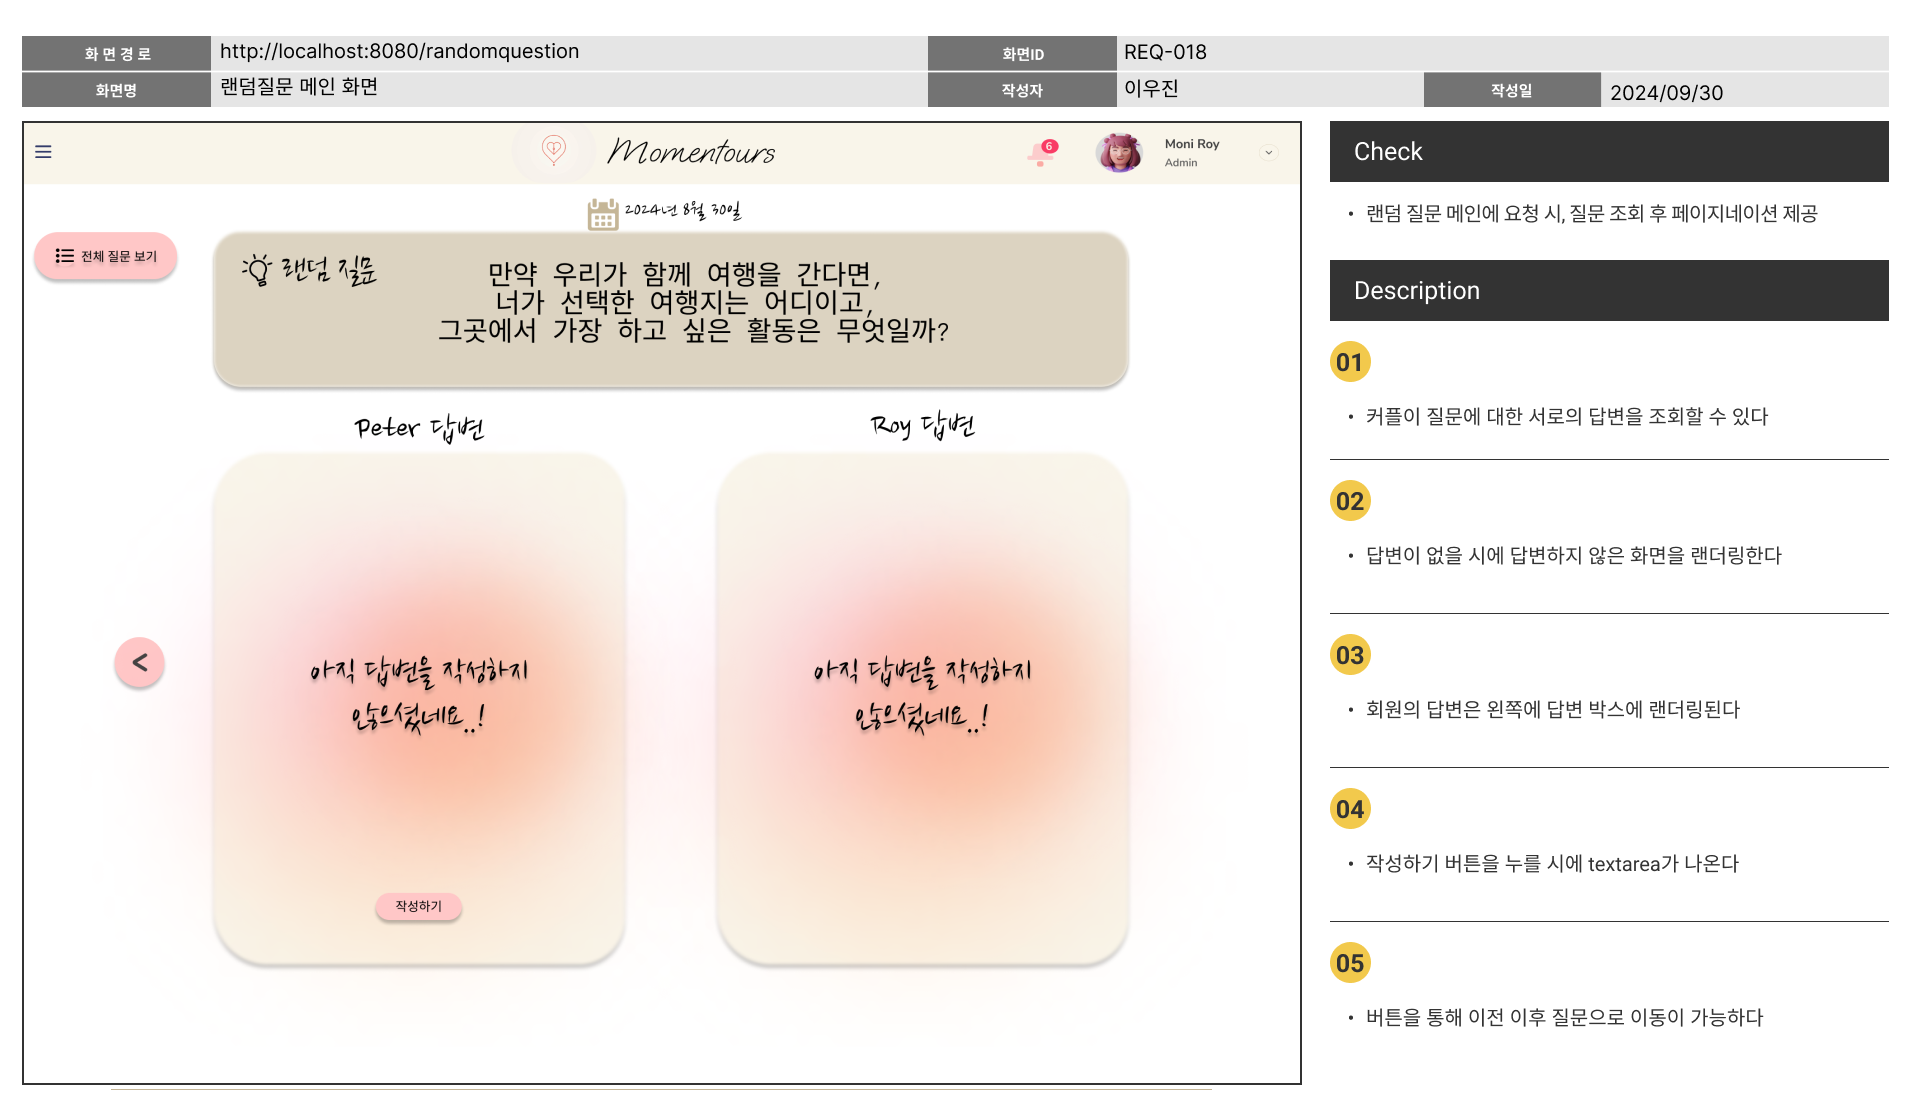 화 면 경 로
http://localhost:8080/randomquestion
화면ID
REQ-018
화면명
랜덤질문 메인 화면
작성자
이우진
작성일
2024/09/30
Momentours
6
Moni Roy
Admin
2024년 8월 30일
전체 질문 보기
랜덤 질문
만약 우리가 함께 여행을 간다면,
너가 선택한 여행지는 어디이고,
그곳에서 가장 하고 싶은 활동은 무엇일까?
Peter 답변
Roy 답변
아직 답변을 작성하지
않으셨네요..!
아직 답변을 작성하지
않으셨네요..!
<
작성하기
Check
• 랜덤 질문 메인에 요청 시, 질문 조회 후 페이지네이션 제공
Description
01
• 커플이 질문에 대한 서로의 답변을 조회할 수 있다
02
• 답변이 없을 시에 답변하지 않은 화면을 랜더링한다
03
• 회원의 답변은 왼쪽에 답변 박스에 랜더링된다
04
• 작성하기 버튼을 누를 시에 textarea가 나온다
05
• 버튼을 통해 이전 이후 질문으로 이동이 가능하다